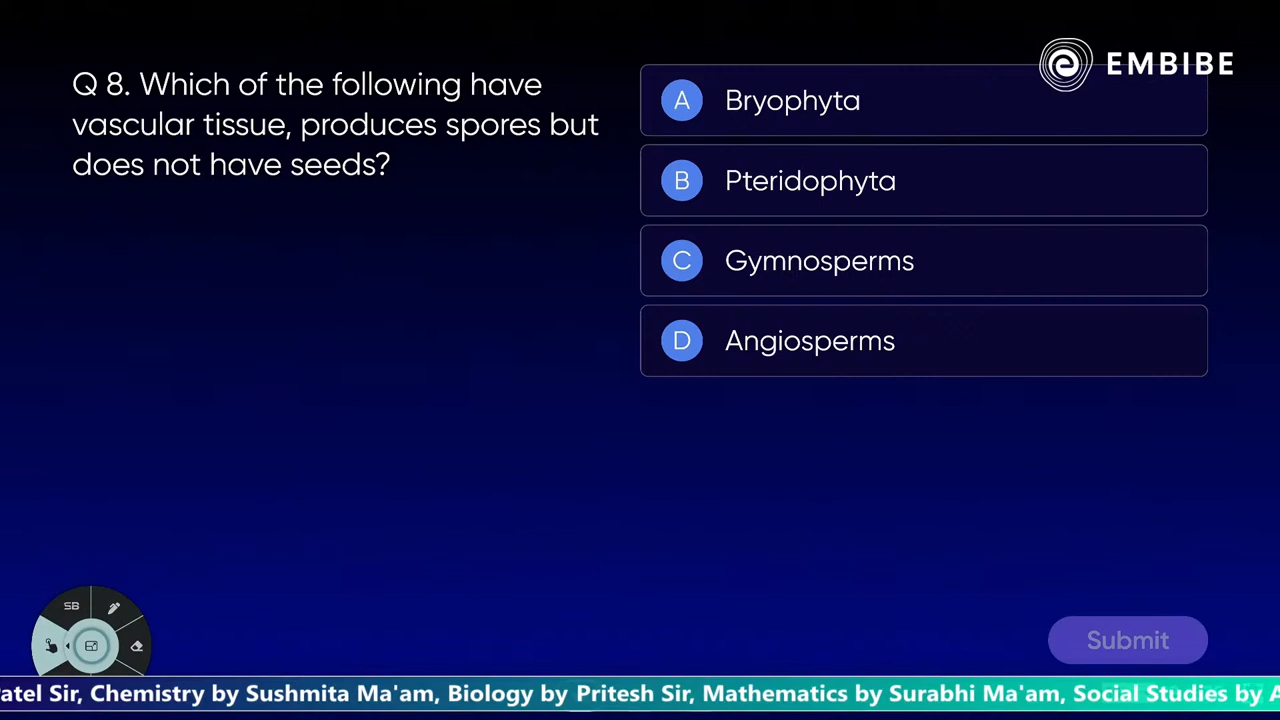 EMBIBE
Q 8. Which of the following have
vascular tissue, produces spores but
does not have seeds?
A Bryophyta
B Pteridophyta
C Gymnosperms
D Angiosperms
SB
Submit
Patel Sir, Chemistry by Sushmita Ma'am, Biology by Pritesh Sir, Mathematics by Surabhi Ma'am, Social Studies by A